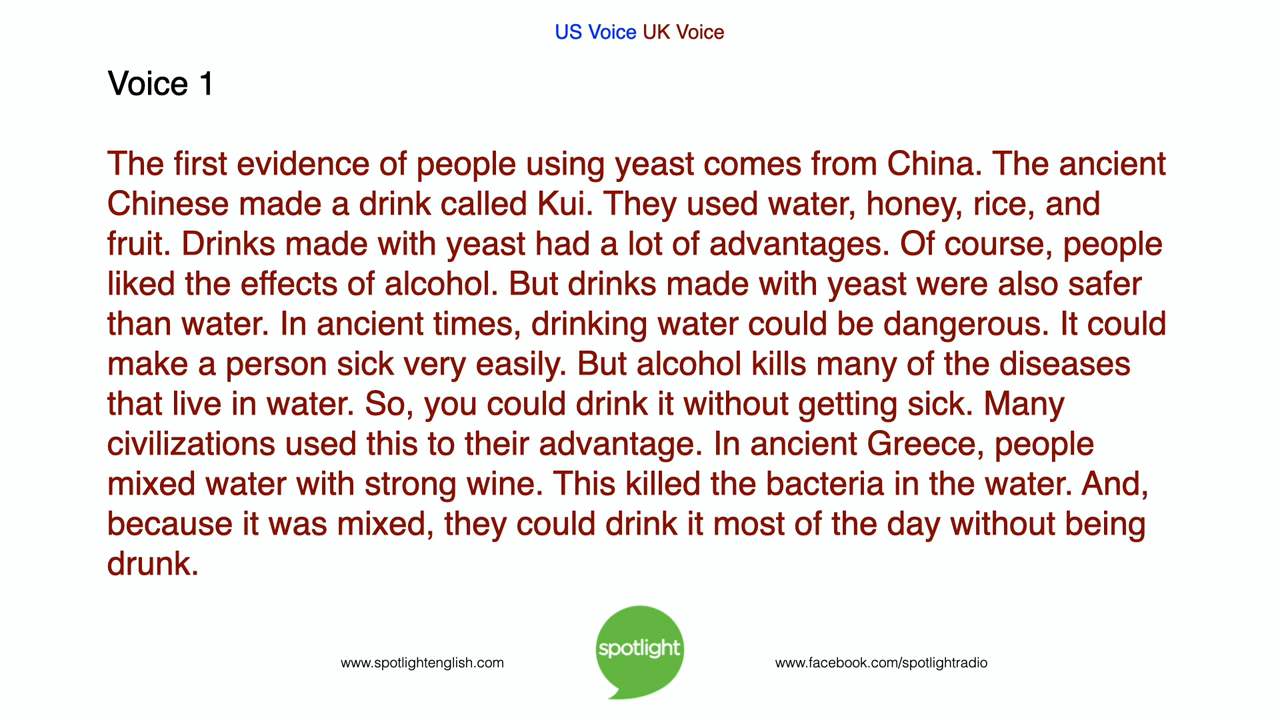 US Voice UK Voice
Voice 1
The first evidence of people using yeast comes from China. The ancient
Chinese made a drink called Kui. They used water, honey, rice, and
fruit. Drinks made with yeast had a lot of advantages. Of course, people
liked the effects of alcohol. But drinks made with yeast were also safer
than water. In ancient times, drinking water could be dangerous. It could
make a person sick very easily. But alcohol kills many of the diseases
that live in water. So, you could drink it without getting sick. Many
civilizations used this to their advantage. In ancient Greece, people
mixed water with strong wine. This killed the bacteria in the water. And,
because it was mixed, they could drink it most of the day without being
drunk.
spotlight
www.spotlightenglish.com www.facebook.com/spotlightradio